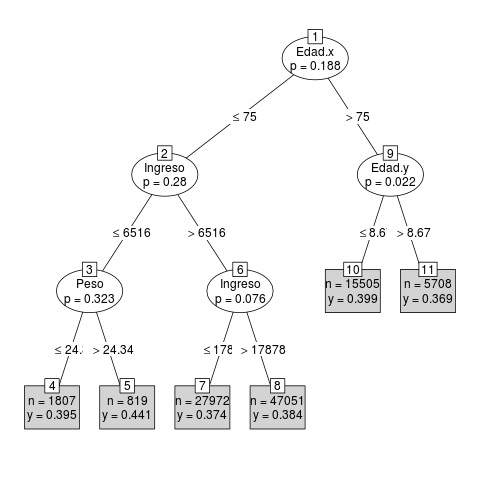 1
Edad.x
p = 0.188
≤ 75
> 75
2
Ingreso
p = 0.28
9
Edad.y
p = 0.022
≤ 6516
> 6516
≤ 8.6
> 8.67
3
Peso
p = 0.323
6
Ingreso
p = 0.076
10
n = 15505
y = 0.399
11
n = 5708
y = 0.369
≤ 24.
> 24.34
≤ 178
> 17878
4
n = 1807
y = 0.395
5
n = 819
y = 0.441
7
n = 27972
y = 0.374
8
n = 47051
y = 0.384